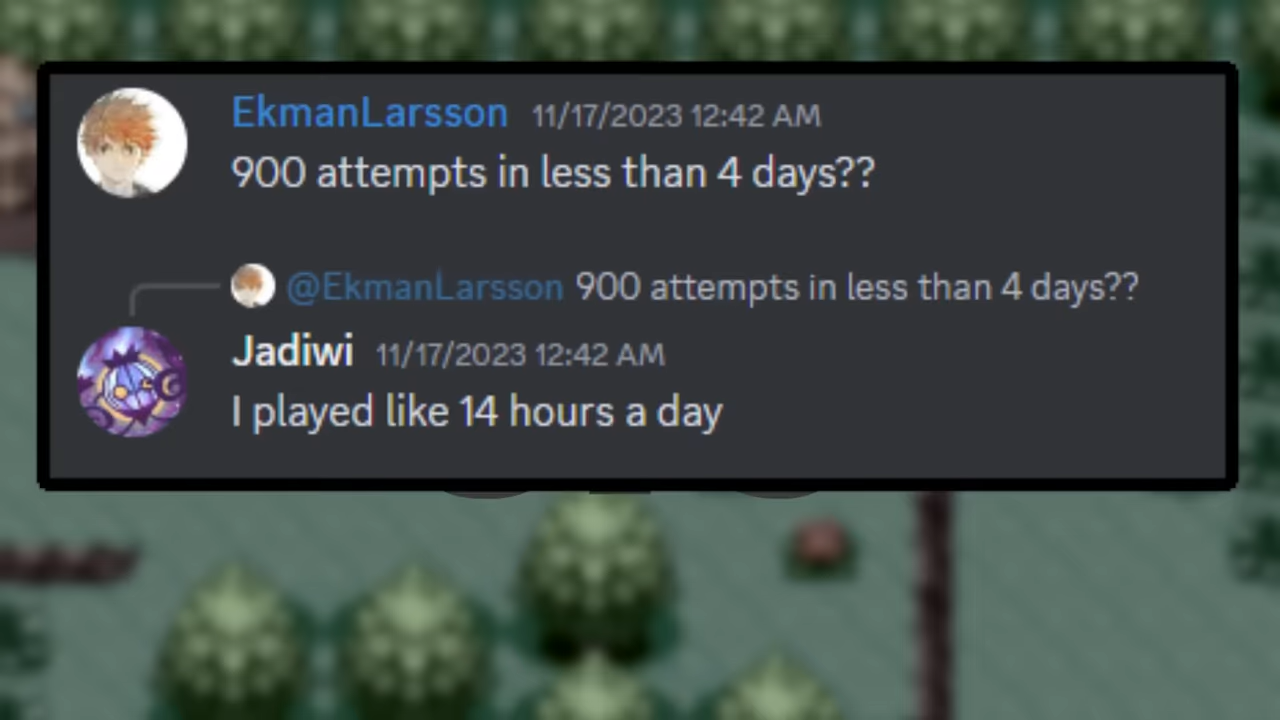 EkmanLarsson 11/17/2023 12:42 AM
900 attempts in less than 4 days??
@EkmanLarsson 900 attempts in less than 4 days??
Jadiwi 11/17/2023 12:42 AM
I played like 14 hours a day